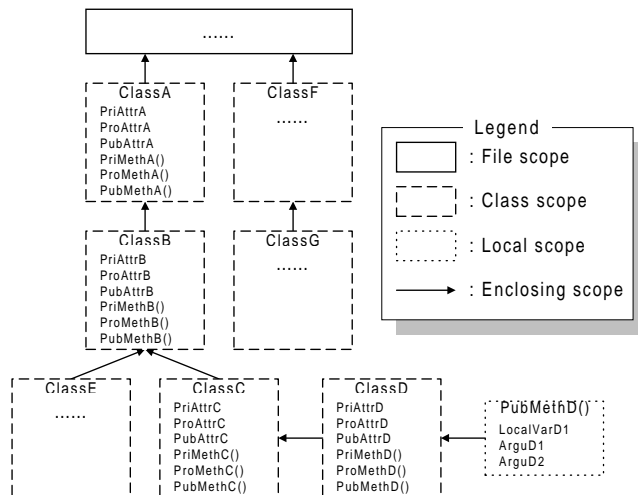 ......
ClassA
PriAttrA
ProAttrA
PubAttrA
PriMethA()
ProMethA()
PubMethA()
ClassF
......
ClassB
PriAttrB
ProAttrB
PubAttrB
PriMethB()
ProMethB()
PubMethB()
ClassG
......
Legend
: File scope
: Class scope
: Local scope
: Enclosing scope
ClassE
......
ClassC
PriAttrC
ProAttrC
PubAttrC
PriMethC()
ProMethC()
PubMethC()
ClassD
PriAttrD
ProAttrD
PubAttrD
PriMethD()
ProMethD()
PubMethD()
PubMethD()
LocalVarD1
ArguD1
ArguD2